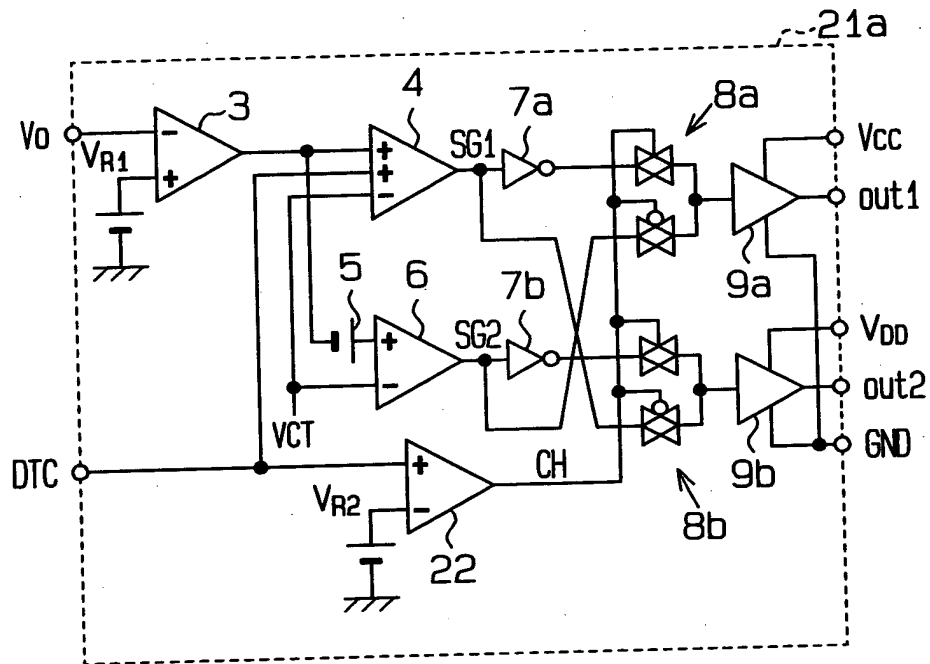 21a
Vo
3
VR1
-
+
4
+
+
-
SG1
7a
8a
Vcc
out1
9a
5
6
+
-
SG2
7b
VDD
out2
9b
GND
VCT
DTC
VR2
+
-
CH
22
8b